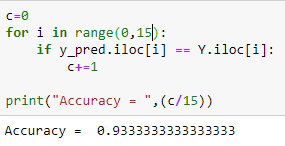 c=0
for i in range(0,15):
    if y_pred.iloc[i] == Y.iloc[i]:
        c+=1
print("Accuracy = ",(c/15))
Accuracy =  0.9333333333333333